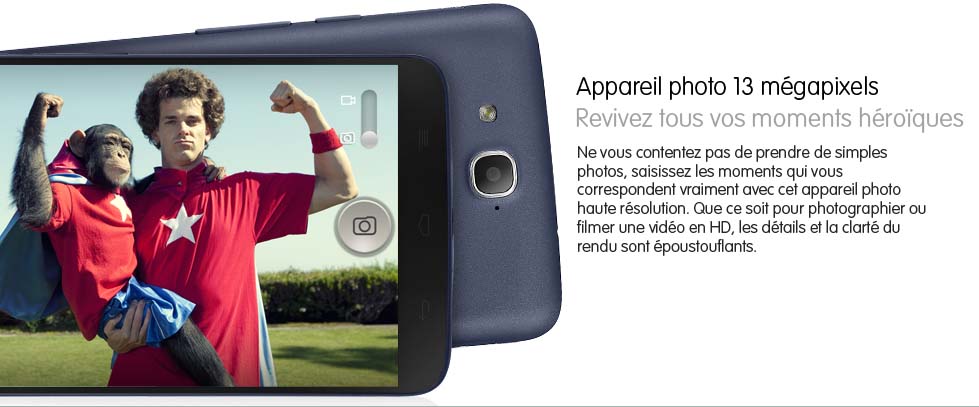 Appareil photo 13 mégapixels
Revivez tous vos moments héroïques
Ne vous contentez pas de prendre de simples
photos, saisissez les moments qui vous
correspondent vraiment avec cet appareil photo
haute résolution. Que ce soit pour photographier ou
filmer une vidéo en HD, les détails et la clarté du
rendu sont époustouflants.